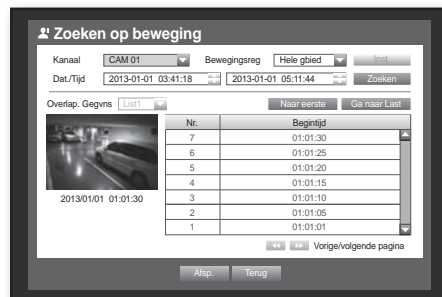 Zoeken op beweging
Kanaal CAM 01 Bewegingsreg Hele gbied Inst.
Dat./Tijd 2013-01-01 03:41:18 2013-01-01 05:11:44 Zoeken
Overlap. Gegvns List1 Naar eerste Ga naar Last
Nr. Begintijd
7 01:01:30
6 01:01:25
5 01:01:20
4 01:01:15
3 01:01:10
2 01:01:05
1 01:01:01
2013/01/01 01:01:30
Vorige/volgende pagina
Afsp. Terug